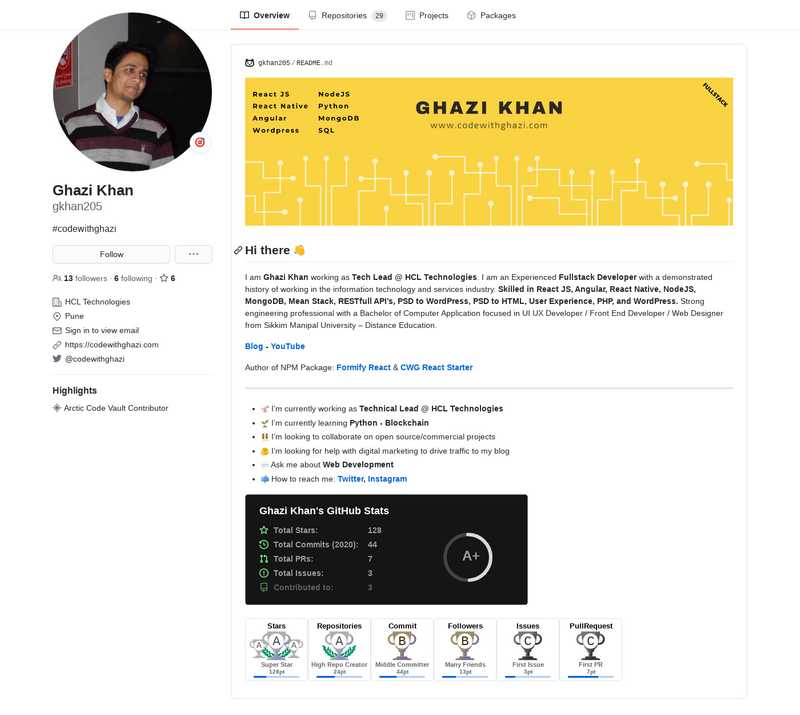 Overview
Repositories 29
Projects
Packages
Ghazi Khan
gkhan205
#codewithghazi
Follow
...
13 followers · 6 following · 6
HCL Technologies
Pune
Sign in to view email
https://codewithghazi.com
@codewithghazi
Highlights
Arctic Code Vault Contributor
gkhan205 / README.md
React JS NodeJS
React Native Python
Angular MongoDB
Wordpress SQL
GHAZI KHAN
www.codewithghazi.com
FULLSTACK
Hi there 👋
I am Ghazi Khan working as Tech Lead @ HCL Technologies. I am an Experienced Fullstack Developer with a demonstrated
history of working in the information technology and services industry. Skilled in React JS, Angular, React Native, NodeJS,
MongoDB, Mean Stack, RESTfull API's, PSD to WordPress, PSD to HTML, User Experience, PHP, and WordPress. Strong
engineering professional with a Bachelor of Computer Application focused in UI UX Developer / Front End Developer / Web Designer
from Sikkim Manipal University – Distance Education.
Blog - YouTube
Author of NPM Package: Formify React & CWG React Starter
I'm currently working as Technical Lead @ HCL Technologies
I'm currently learning Python - Blockchain
I'm looking to collaborate on open source/commercial projects
I'm looking for help with digital marketing to drive traffic to my blog
Ask me about Web Development
How to reach me: Twitter, Instagram
Ghazi Khan's GitHub Stats
Total Stars: 128
Total Commits (2020): 44
Total PRs: 7
Total Issues: 3
Contributed to: 3
A+
Stars Repositories Commit Followers Issues PullRequest
A A A A B B C C
Super Star High Repo Creator Middle Committer Many Friends First Issue First PR
128pt 24pt 44pt 13pt 3pt 7pt